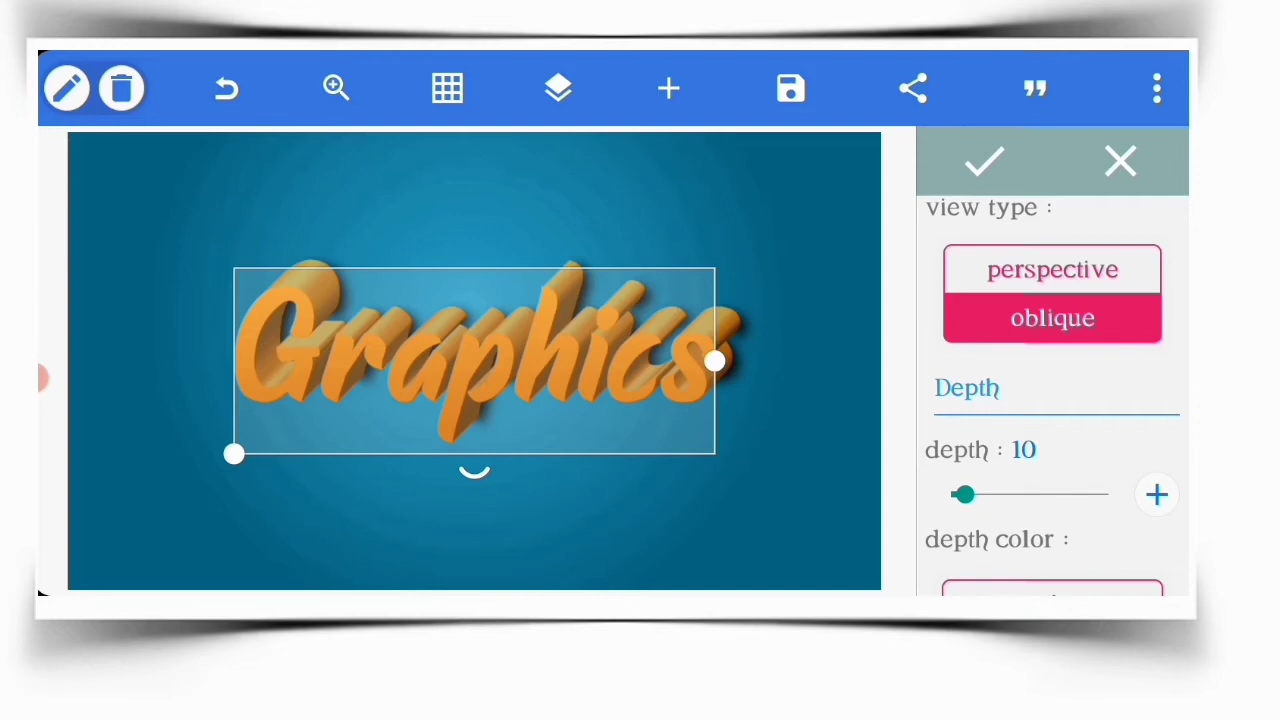 view type :
perspective
oblique
Graphics
Depth
depth : 10
depth color :